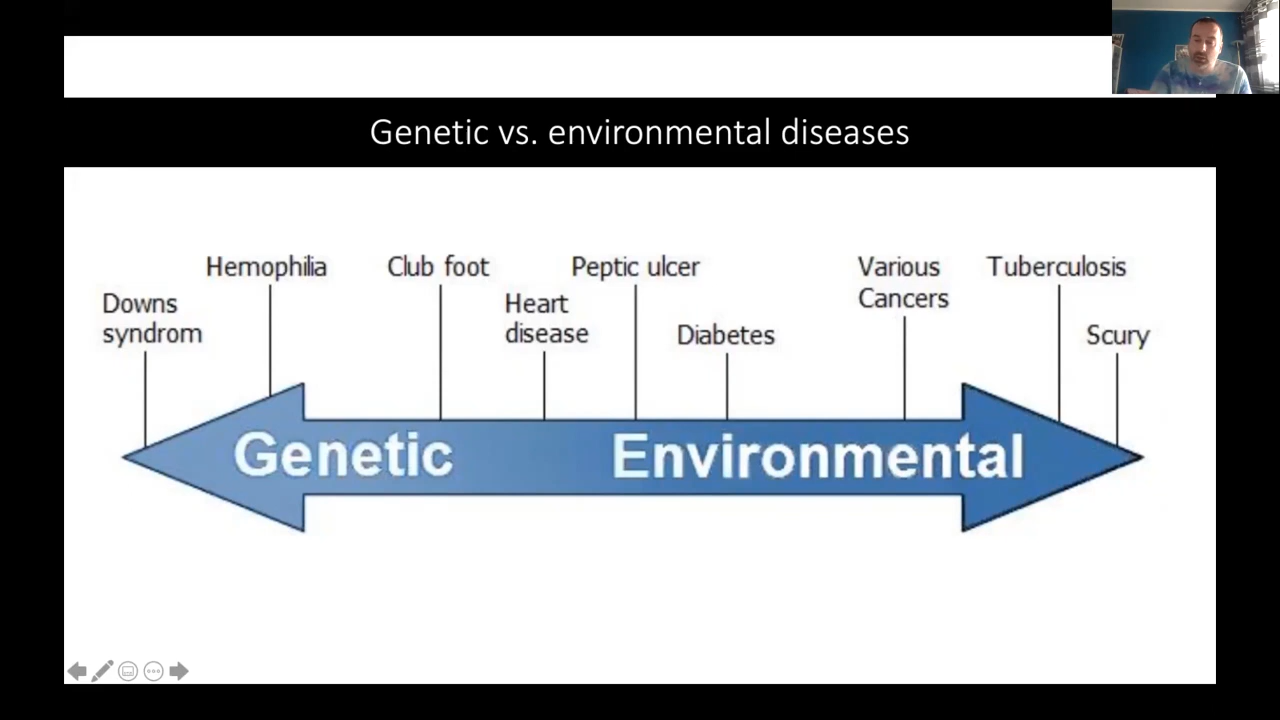 Genetic vs. environmental diseases
Hemophilia
Club foot
Peptic ulcer
Various
Cancers
Tuberculosis
Downs
syndrom
Heart
disease
Diabetes
Scury
Genetic
Environmental